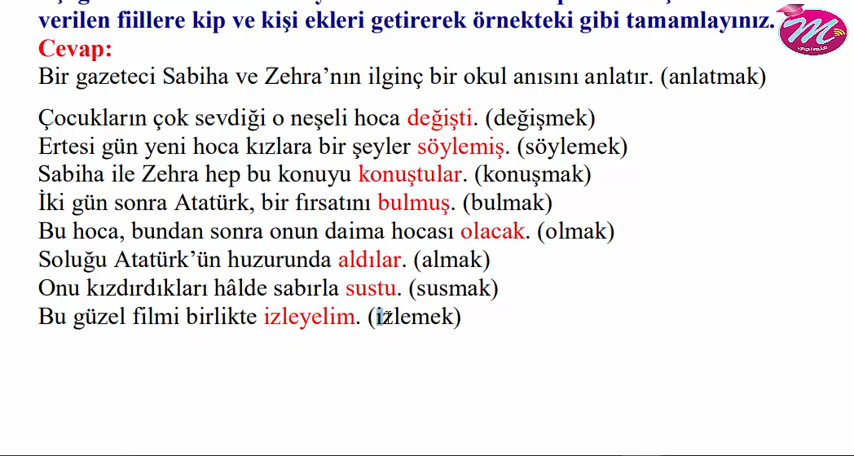 verilen fiillere kip ve kişi ekleri getirerek örnekteki gibi tamamlayınız.
Cevap:
Bir gazeteci Sabiha ve Zehra’nın ilginç bir okul anısını anlatır. (anlatmak)
Çocukların çok sevdiği o neşeli hoca değişti. (değişmek)
Ertesi gün yeni hoca kızlara bir şeyler söylemiş. (söylemek)
Sabiha ile Zehra hep bu konuyu konuştular. (konuşmak)
İki gün sonra Atatürk, bir fırsatını bulmuş. (bulmak)
Bu hoca, bundan sonra onun daima hocası olacak. (olmak)
Soluğu Atatürk’ün huzurunda aldılar. (almak)
Onu kızdırdıkları hâlde sabırla sustu. (susmak)
Bu güzel filmi birlikte izleyelim. (izlemek)